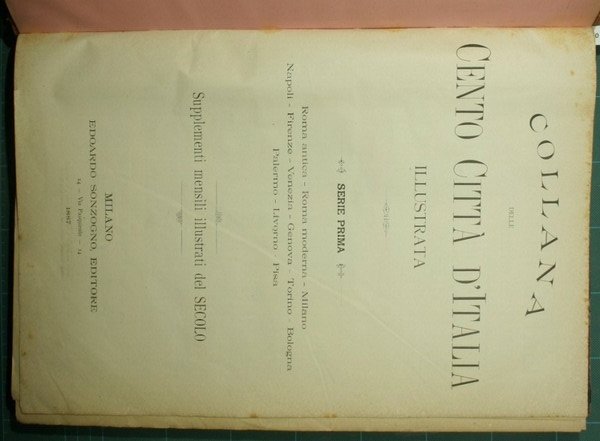 COLLANA
DELLE
CENTO CITTÀ D'ITALIA
ILLUSTRATA
SERIE PRIMA
Roma antica - Roma moderna - Milano
Napoli - Firenze - Venezia - Genova - Torino - Bologna
Palermo - Livorno - Pisa
Supplementi mensili illustrati del SECOLO
MILANO
EDOARDO SONZOGNO, EDITORE
14 — Via Pasquirolo — 14
1887